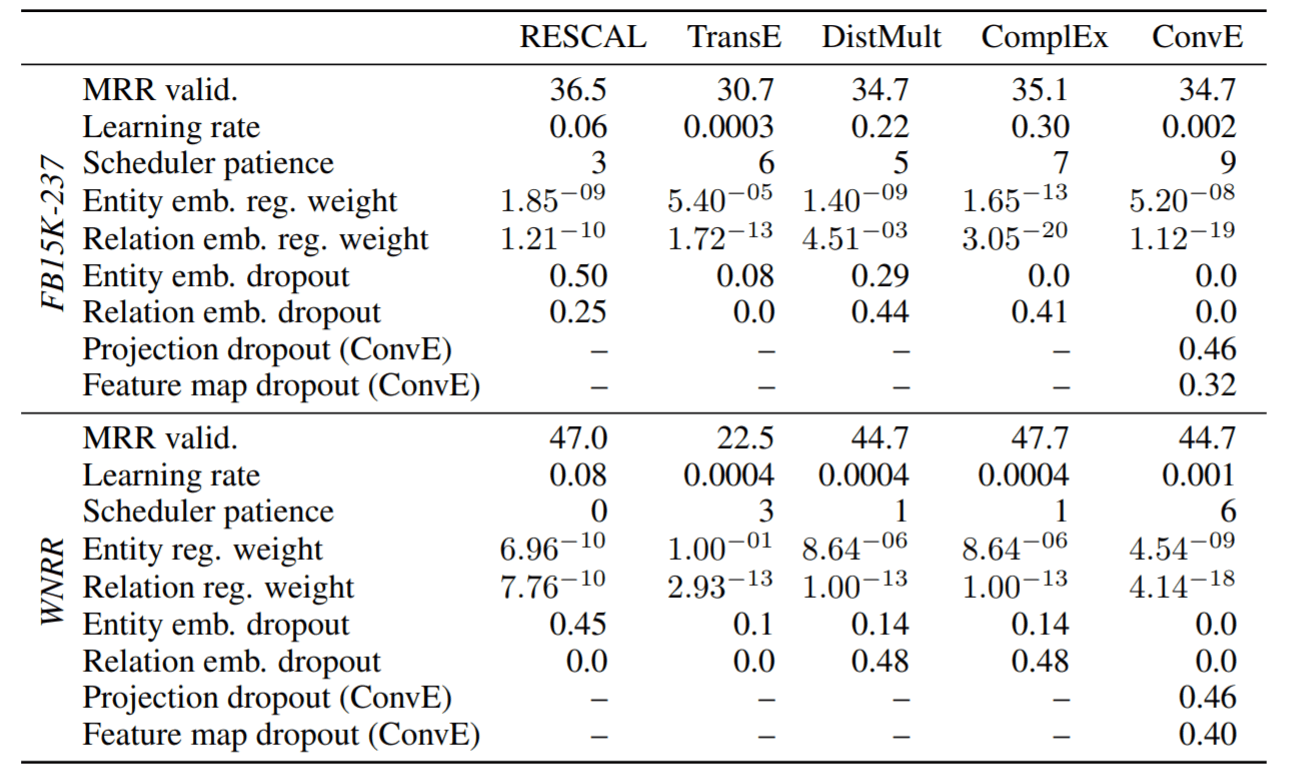 RESCAL TransE DistMult ComplEx ConvE
FB15K-237
MRR valid. 36.5 30.7 34.7 35.1 34.7
Learning rate 0.06 0.0003 0.22 0.30 0.002
Scheduler patience 3 6 5 7 9
Entity emb. reg. weight 1.85⁻⁰⁹ 5.40⁻⁰⁵ 1.40⁻⁰⁹ 1.65⁻¹³ 5.20⁻⁰⁸
Relation emb. reg. weight 1.21⁻¹⁰ 1.72⁻¹³ 4.51⁻⁰³ 3.05⁻²⁰ 1.12⁻¹⁹
Entity emb. dropout 0.50 0.08 0.29 0.0 0.0
Relation emb. dropout 0.25 0.0 0.44 0.41 0.0
Projection dropout (ConvE) – – – – 0.46
Feature map dropout (ConvE) – – – – 0.32
WNRR
MRR valid. 47.0 22.5 44.7 47.7 44.7
Learning rate 0.08 0.0004 0.0004 0.0004 0.001
Scheduler patience 0 3 1 1 6
Entity reg. weight 6.96⁻¹⁰ 1.00⁻⁰¹ 8.64⁻⁰⁶ 8.64⁻⁰⁶ 4.54⁻⁰⁹
Relation reg. weight 7.76⁻¹⁰ 2.93⁻¹³ 1.00⁻¹³ 1.00⁻¹³ 4.14⁻¹⁸
Entity emb. dropout 0.45 0.1 0.14 0.14 0.0
Relation emb. dropout 0.0 0.0 0.48 0.48 0.0
Projection dropout (ConvE) – – – – 0.46
Feature map dropout (ConvE) – – – – 0.40